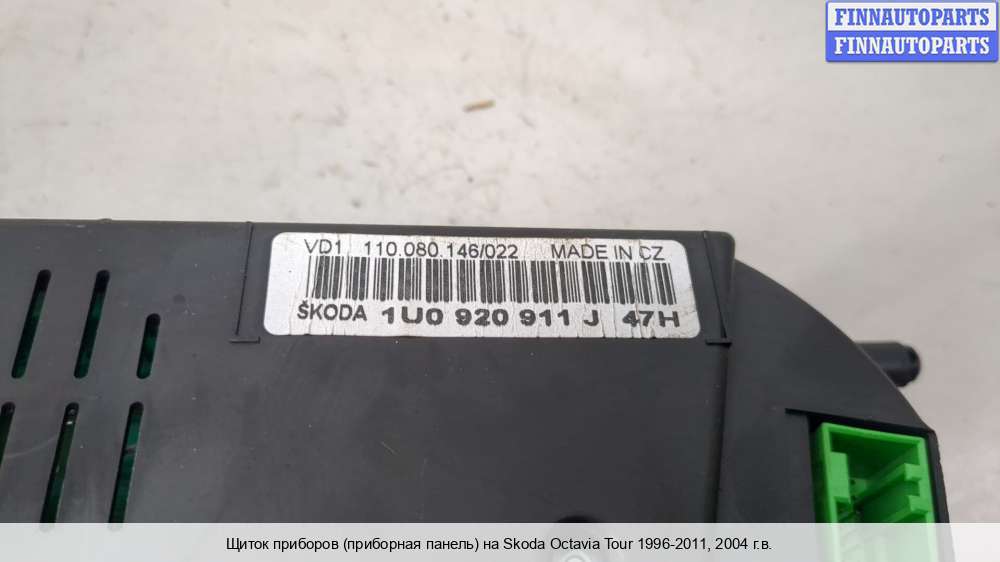 FINNAUTOPARTS
FINNAUTOPARTS
VD1 110.080.146/022 MADE IN CZ
ŠKODA 1U0 920 911 J 47H
Щиток приборов (приборная панель) на Skoda Octavia Tour 1996-2011, 2004 г.в.